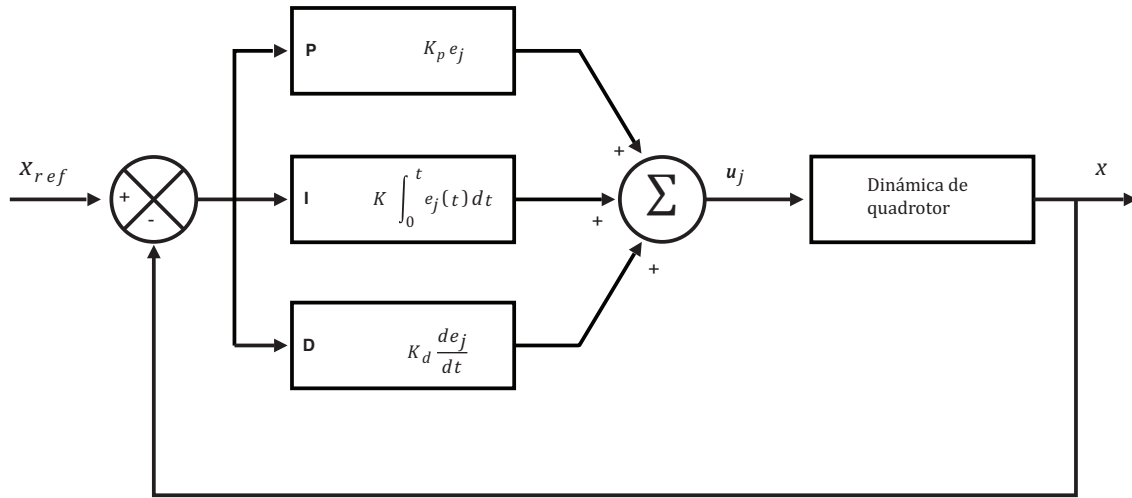 P K_p e_j
x_ref
+
-
I K ∫_0^t e_j(t) dt
D K_d de_j/dt
+
+
+
Σ
u_j
Dinámica de
quadrotor
x